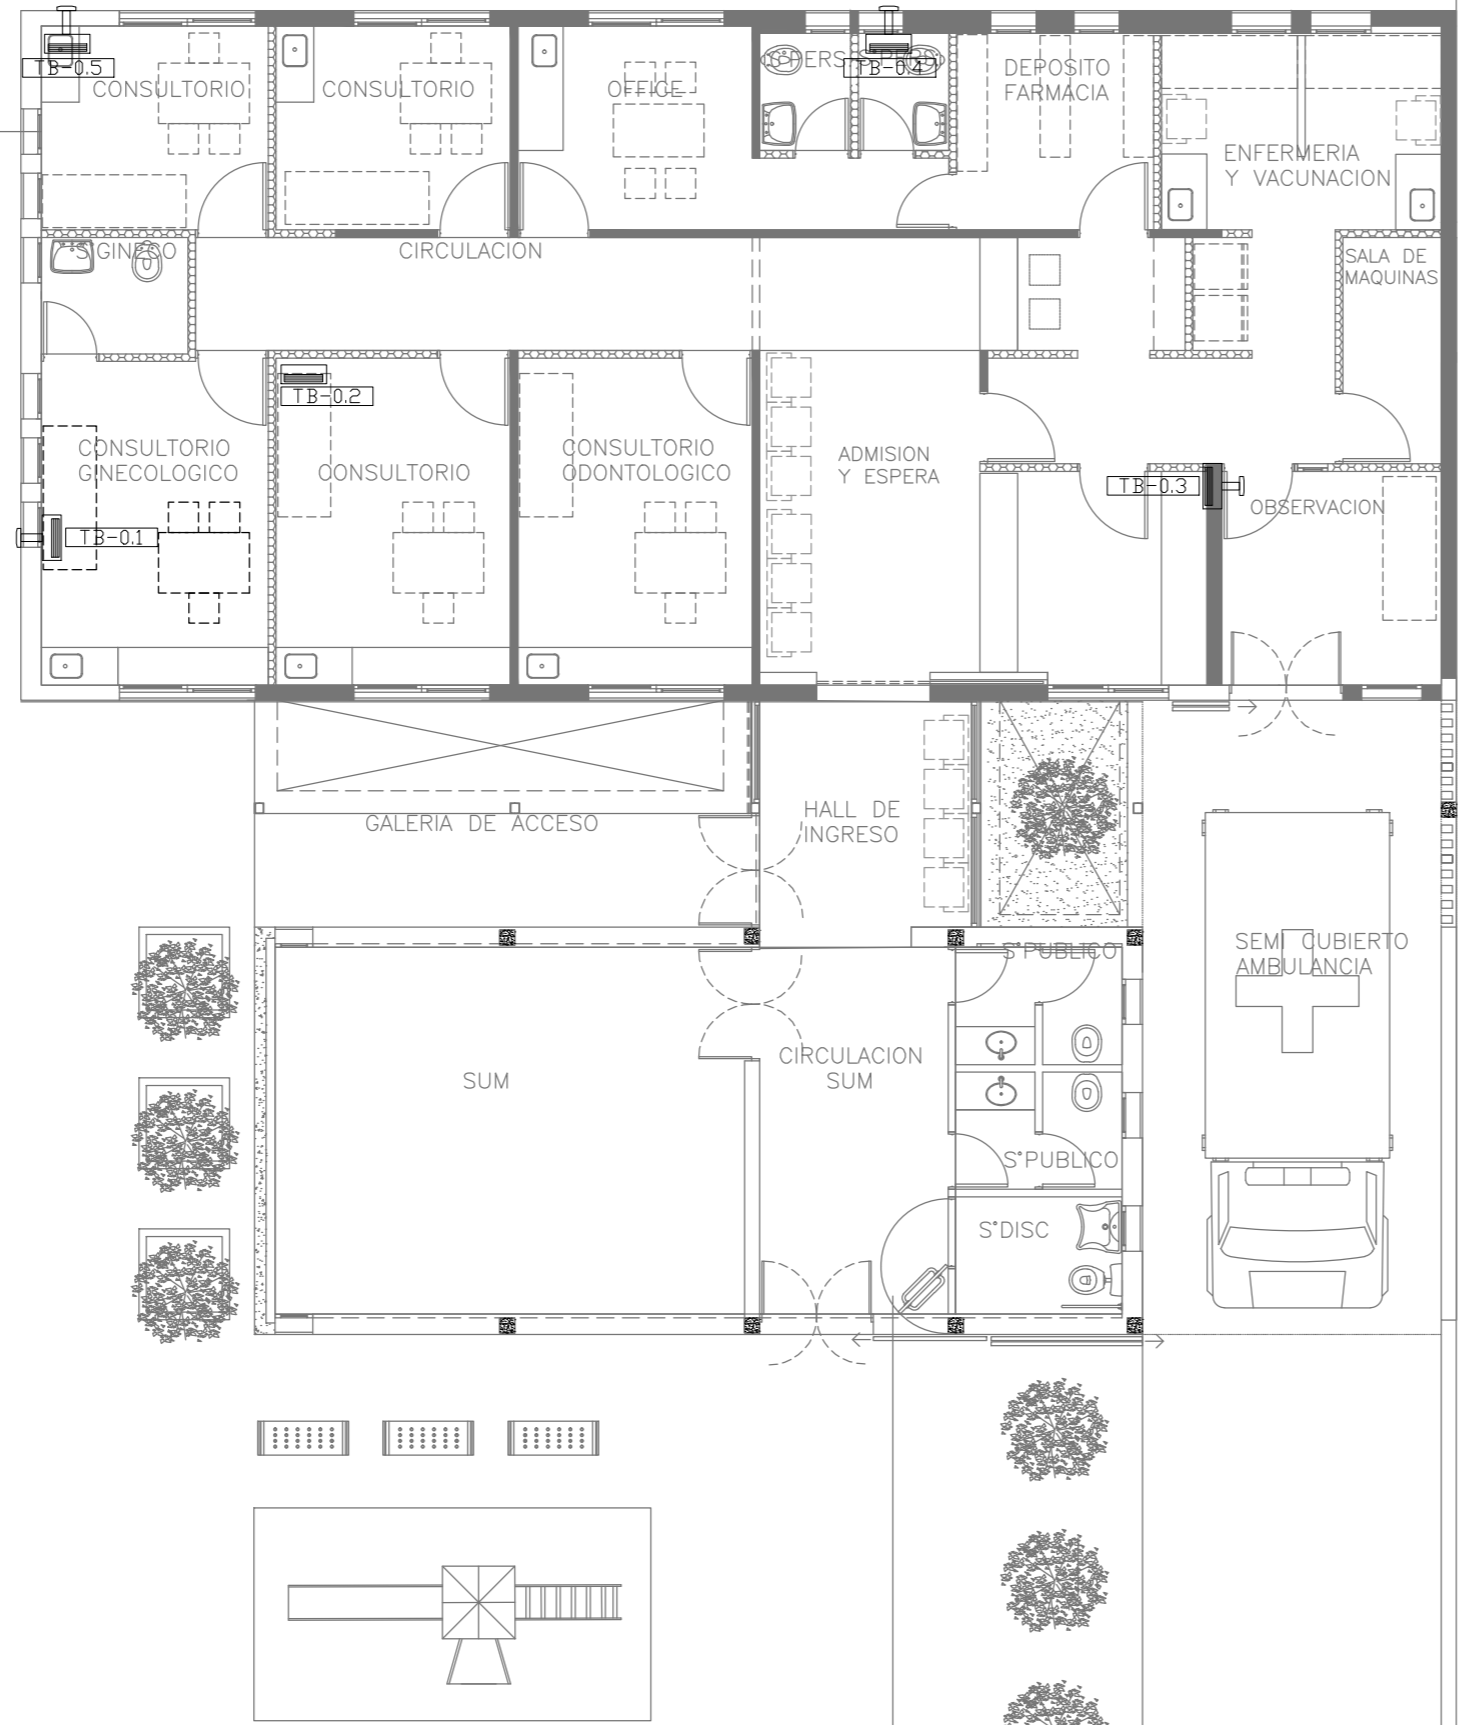 TB-0.5
CONSULTORIO
CONSULTORIO
OFFICE
TB-0.4
DEPOSITO
FARMACIA
ENFERMERIA
Y VACUNACION
S°GINECO
CIRCULACION
SALA DE
MAQUINAS
TB-0.2
CONSULTORIO
GINECOLOGICO
CONSULTORIO
CONSULTORIO
ODONTOLOGICO
ADMISION
Y ESPERA
TB-0.3
OBSERVACION
TB-0.1
GALERIA DE ACCESO
HALL DE
INGRESO
SEMI CUBIERTO
AMBULANCIA
S°PUBLICO
CIRCULACION
SUM
SUM
S°PUBLICO
S°DISC